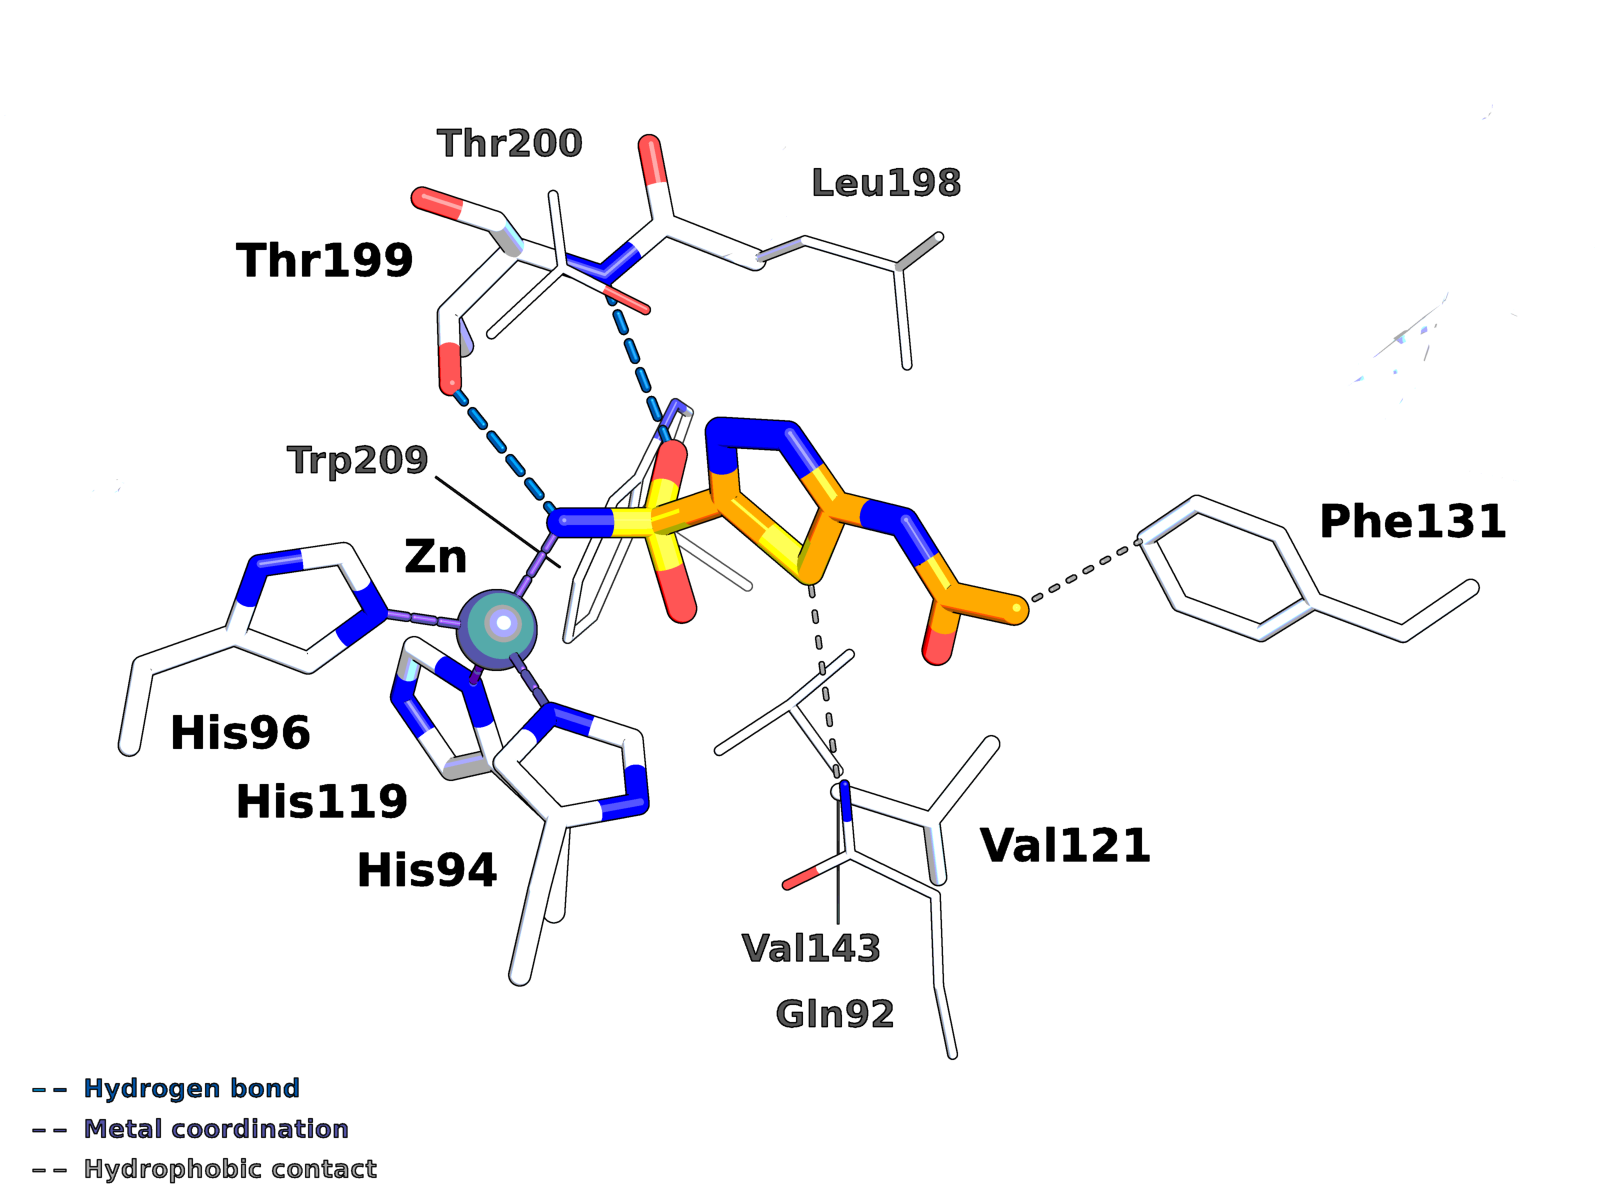 Thr200
Leu198
Thr199
Trp209
Phe131
Zn
His96
His119
Val121
His94
Val143
Gln92
Hydrogen bond
Metal coordination
Hydrophobic contact